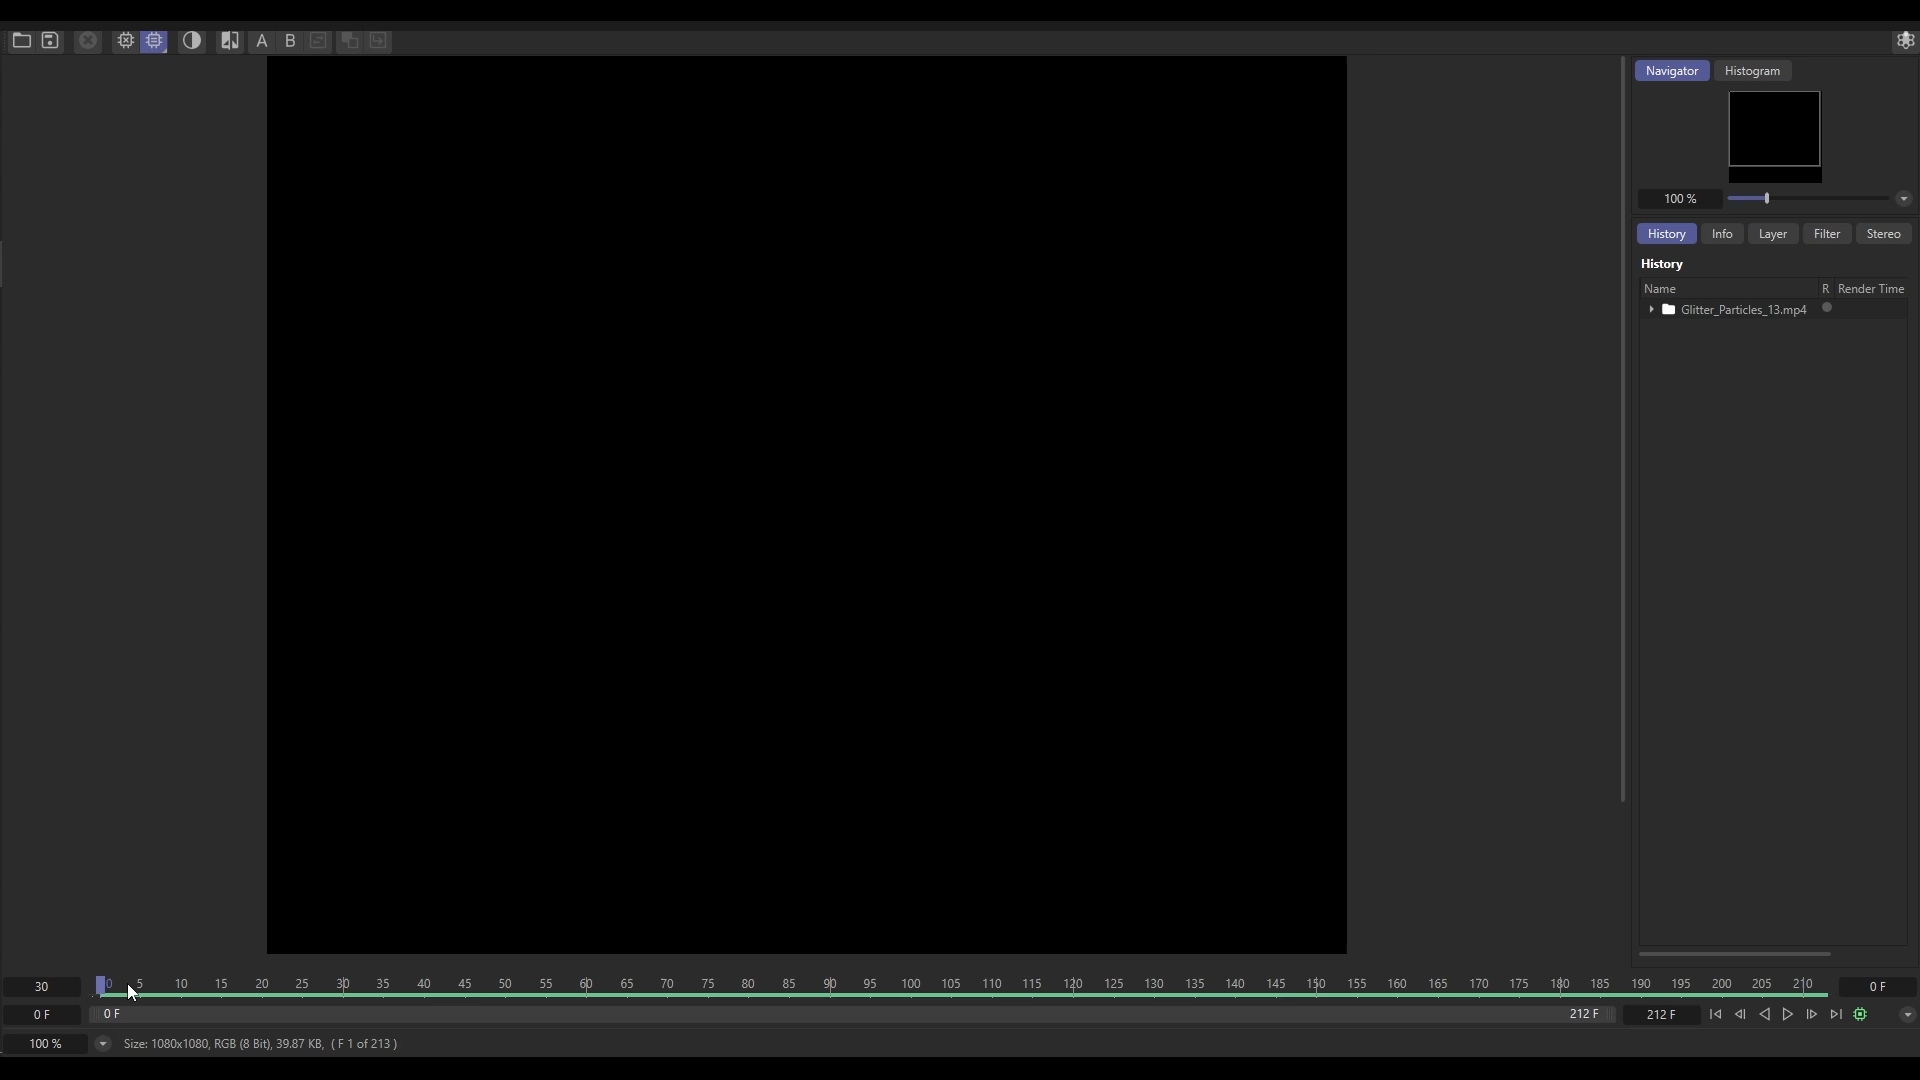 A B
Navigator Histogram
100 %
History Info Layer Filter Stereo
History
Name R Render Time
Glitter_Particles_13.mp4
30 0 5 10 15 20 25 30 35 40 45 50 55 60 65 70 75 80 85 90 95 100 105 110 115 120 125 130 135 140 145 150 155 160 165 170 175 180 185 190 195 200 205 210 0 F
0 F 0 F 212 F 212 F
100 % Size: 1080x1080, RGB (8 Bit), 39.87 KB, ( F 1 of 213 )